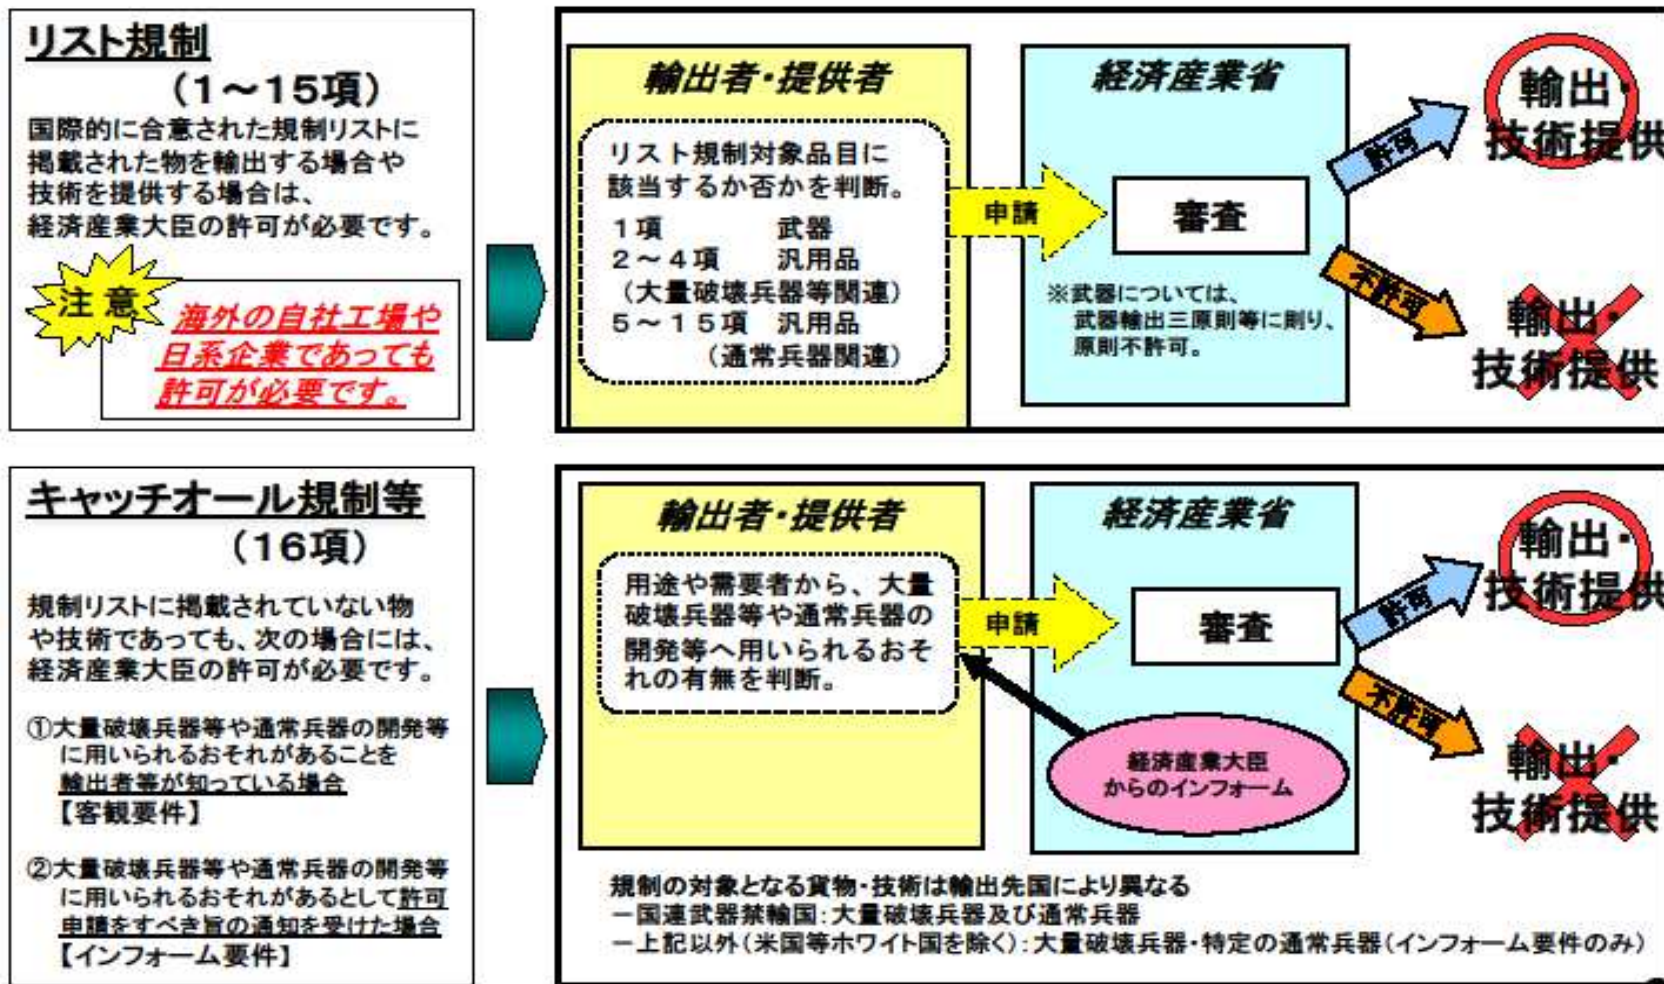 リスト規制
(1～15項)
国際的に合意された規制リストに
掲載された物を輸出する場合や
技術を提供する場合は、
経済産業大臣の許可が必要です。
注意
海外の自社工場や
日系企業であっても
許可が必要です。
輸出者・提供者
リスト規制対象品目に
該当するか否かを判断。
1項 武器
2～4項 汎用品
(大量破壊兵器等関連)
5～15項 汎用品
(通常兵器関連)
申請
経済産業省
審査
※武器については、
武器輸出三原則等に則り、
原則不許可。
許可
輸出・
技術提供
不許可
輸出・
技術提供
キャッチオール規制等
(16項)
規制リストに掲載されていない物
や技術であっても、次の場合には、
経済産業大臣の許可が必要です。
①大量破壊兵器等や通常兵器の開発等
に用いられるおそれがあることを
輸出者等が知っている場合
【客観要件】
②大量破壊兵器等や通常兵器の開発等
に用いられるおそれがあるとして許可
申請をすべき旨の通知を受けた場合
【インフォーム要件】
輸出者・提供者
用途や需要者から、大量
破壊兵器等や通常兵器の
開発等へ用いられるおそ
れの有無を判断。
申請
経済産業省
審査
経済産業大臣
からのインフォーム
許可
輸出・
技術提供
不許可
輸出・
技術提供
規制の対象となる貨物・技術は輸出先国により異なる
－国連武器禁輸国：大量破壊兵器及び通常兵器
－上記以外(米国等ホワイト国を除く)：大量破壊兵器・特定の通常兵器(インフォーム要件のみ)